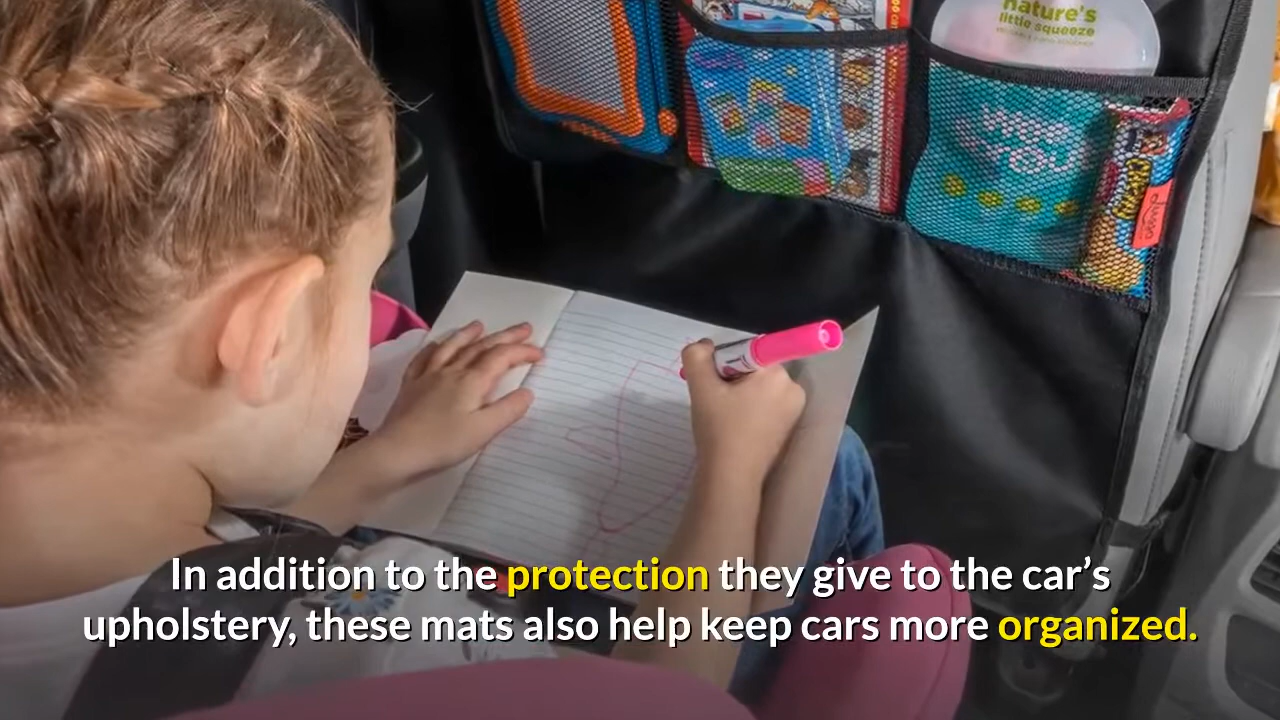 nature's
little squeeze
In addition to the protection they give to the car’s
upholstery, these mats also help keep cars more organized.